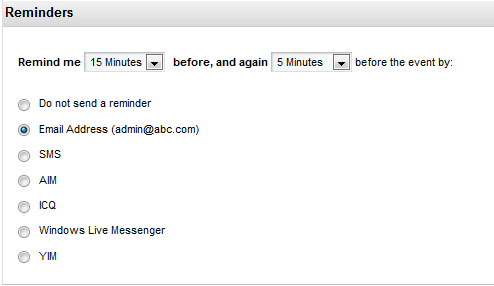 Reminders
Remind me 15 Minutes before, and again 5 Minutes before the event by:
Do not send a reminder
Email Address (admin@abc.com)
SMS
AIM
ICQ
Windows Live Messenger
YIM